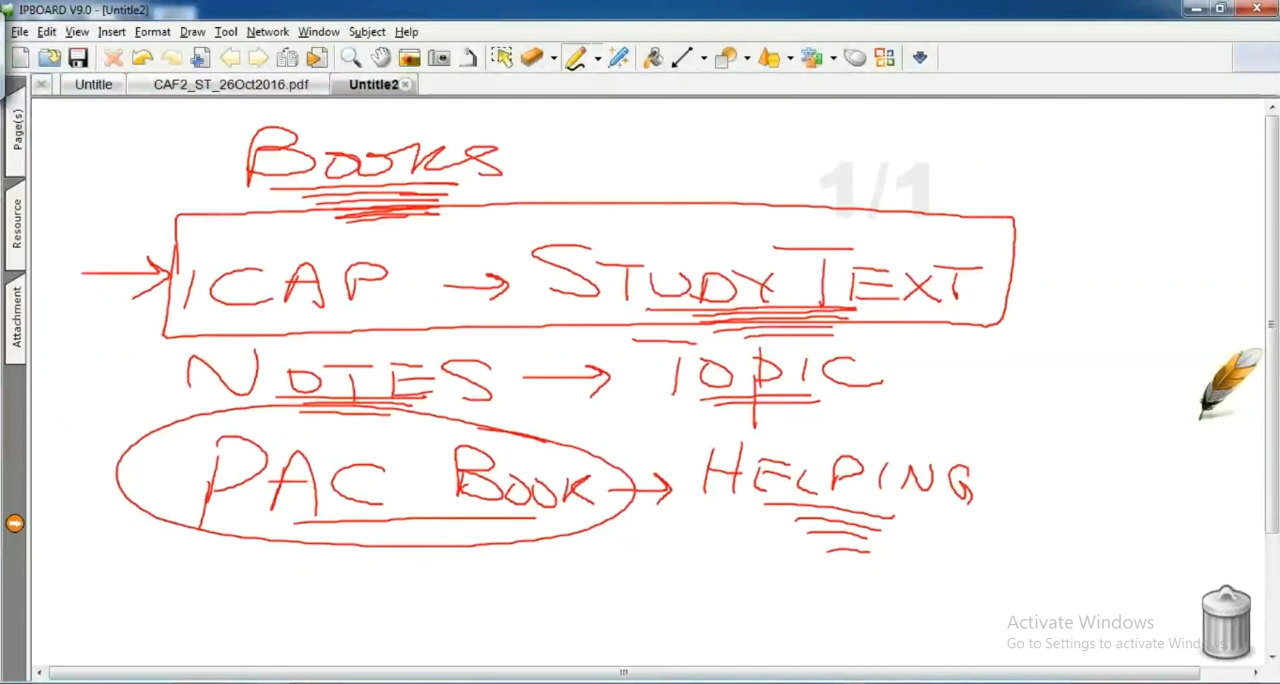 IPBOARD V9.0 - [Untitle2]
File Edit View Insert Format Draw Tool Network Window Subject Help
Untitle CAF2_ST_26Oct2016.pdf Untitle2
Page(s)
Resource
Attachment
1/1
BOOKS
ICAP → STUDY TEXT
NOTES → TOPIC
PAC BOOK → HELPING
Activate Windows
Go to Settings to activate Windows.